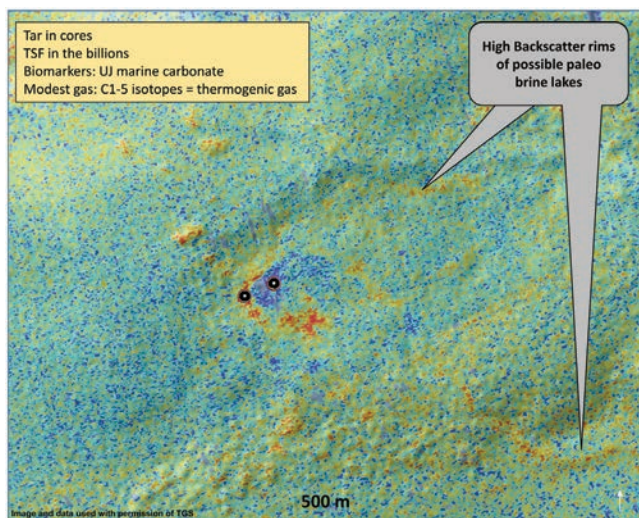 Tar in cores
TSF in the billions
Biomarkers: UJ marine carbonate
Modest gas: C1-5 isotopes = thermogenic gas
High Backscatter rims
of possible paleo
brine lakes
500 m
Image and data used with permission of TGS